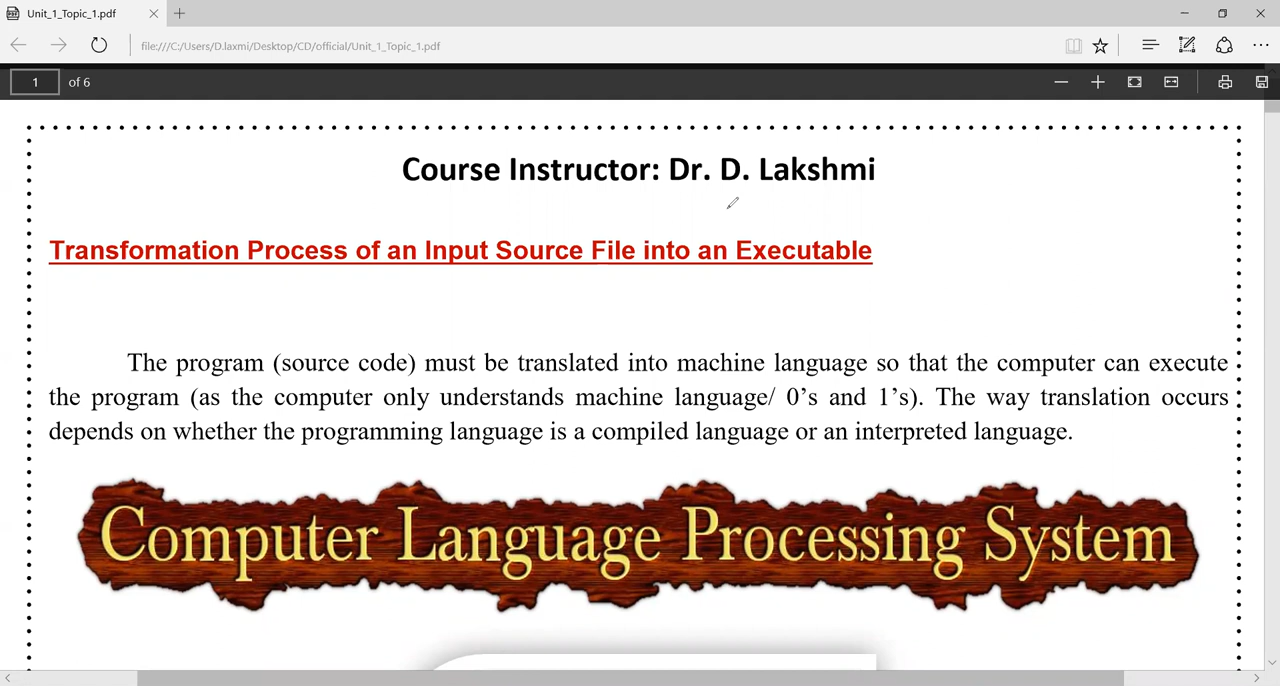 Unit_1_Topic_1.pdf
file:///C:/Users/D.laxmi/Desktop/CD/official/Unit_1_Topic_1.pdf
1 of 6
Course Instructor: Dr. D. Lakshmi
Transformation Process of an Input Source File into an Executable
The program (source code) must be translated into machine language so that the computer can execute
the program (as the computer only understands machine language/ 0’s and 1’s). The way translation occurs
depends on whether the programming language is a compiled language or an interpreted language.
Computer Language Processing System